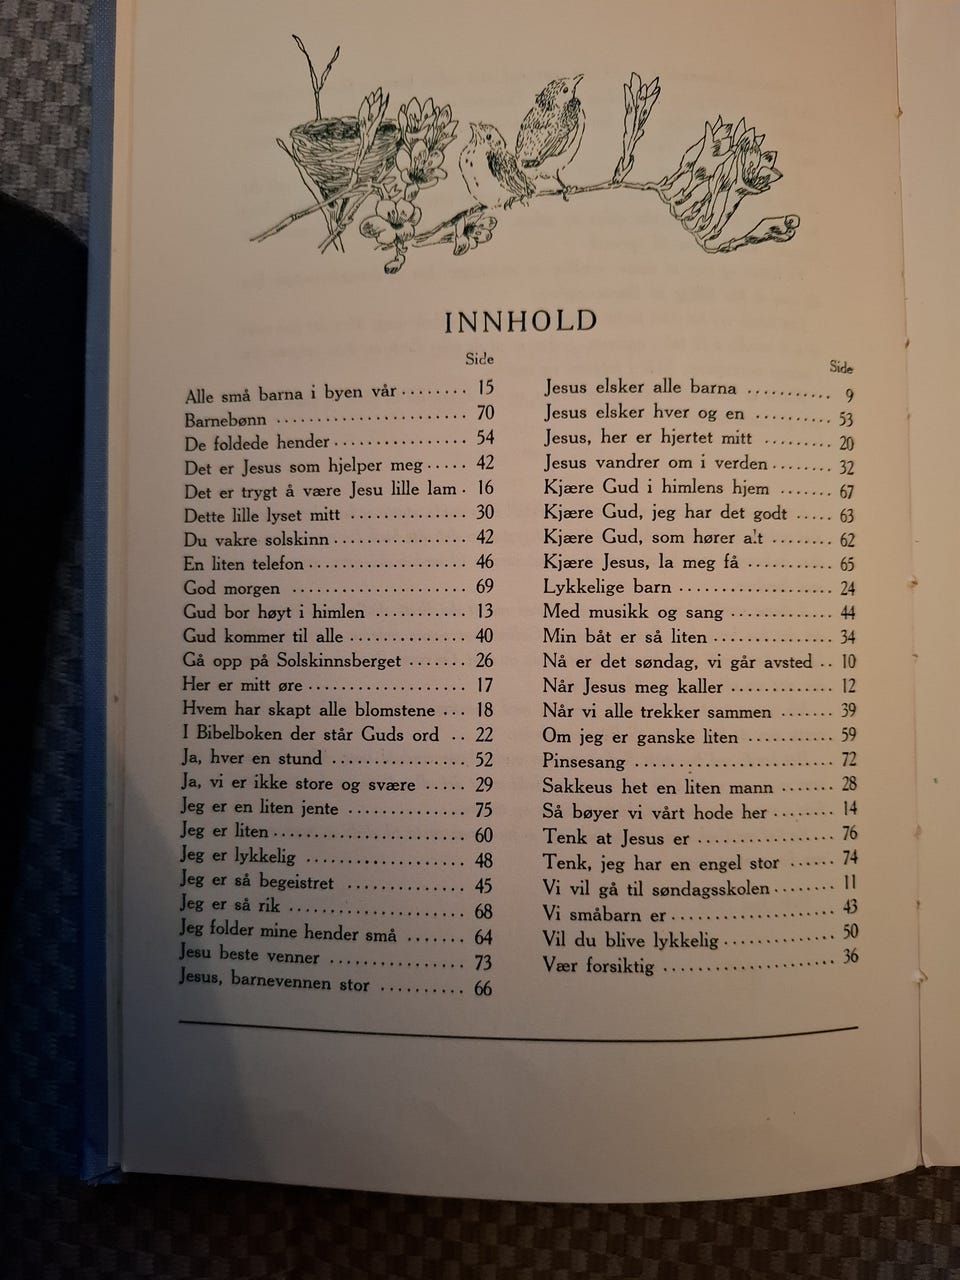 INNHOLD
Side
Alle små barna i byen vår ........ 15
Barnebønn ..................... 70
De foldede hender ............... 54
Det er Jesus som hjelper meg ..... 42
Det er trygt å være Jesu lille lam . 16
Dette lille lyset mitt ............. 30
Du vakre solskinn ................ 42
En liten telefon ................... 46
God morgen ..................... 69
Gud bor høyt i himlen ........... 13
Gud kommer til alle .............. 40
Gå opp på Solskinnsberget ....... 26
Her er mitt øre ................... 17
Hvem har skapt alle blomstene ... 18
I Bibelboken der står Guds ord .. 22
Ja, hver en stund ................ 52
Ja, vi er ikke store og svære ..... 29
Jeg er en liten jente .............. 75
Jeg er liten ....................... 60
Jeg er lykkelig .................. 48
Jeg er så begeistret .............. 45
Jeg er så rik ..................... 68
Jeg folder mine hender små ....... 64
Jesu beste venner ................ 73
Jesus, barnevennen stor .......... 66
Side
Jesus elsker alle barna ........... 9
Jesus elsker hver og en .......... 53
Jesus, her er hjertet mitt ......... 20
Jesus vandrer om i verden ........ 32
Kjære Gud i himlens hjem ....... 67
Kjære Gud, jeg har det godt ..... 63
Kjære Gud, som hører alt ........ 62
Kjære Jesus, la meg få ........... 65
Lykkelige barn ................... 24
Med musikk og sang ............. 44
Min båt er så liten ............... 34
Nå er det søndag, vi går avsted .. 10
Når Jesus meg kaller ............. 12
Når vi alle trekker sammen ....... 39
Om jeg er ganske liten ........... 59
Pinsesang ........................ 72
Sakkeus het en liten mann ....... 28
Så bøyer vi vårt hode her ........ 14
Tenk at Jesus er ................. 76
Tenk, jeg har en engel stor ...... 74
Vi vil gå til søndagsskolen ........ 11
Vi småbarn er .................... 43
Vil du blive lykkelig .............. 50
Vær forsiktig ..................... 36